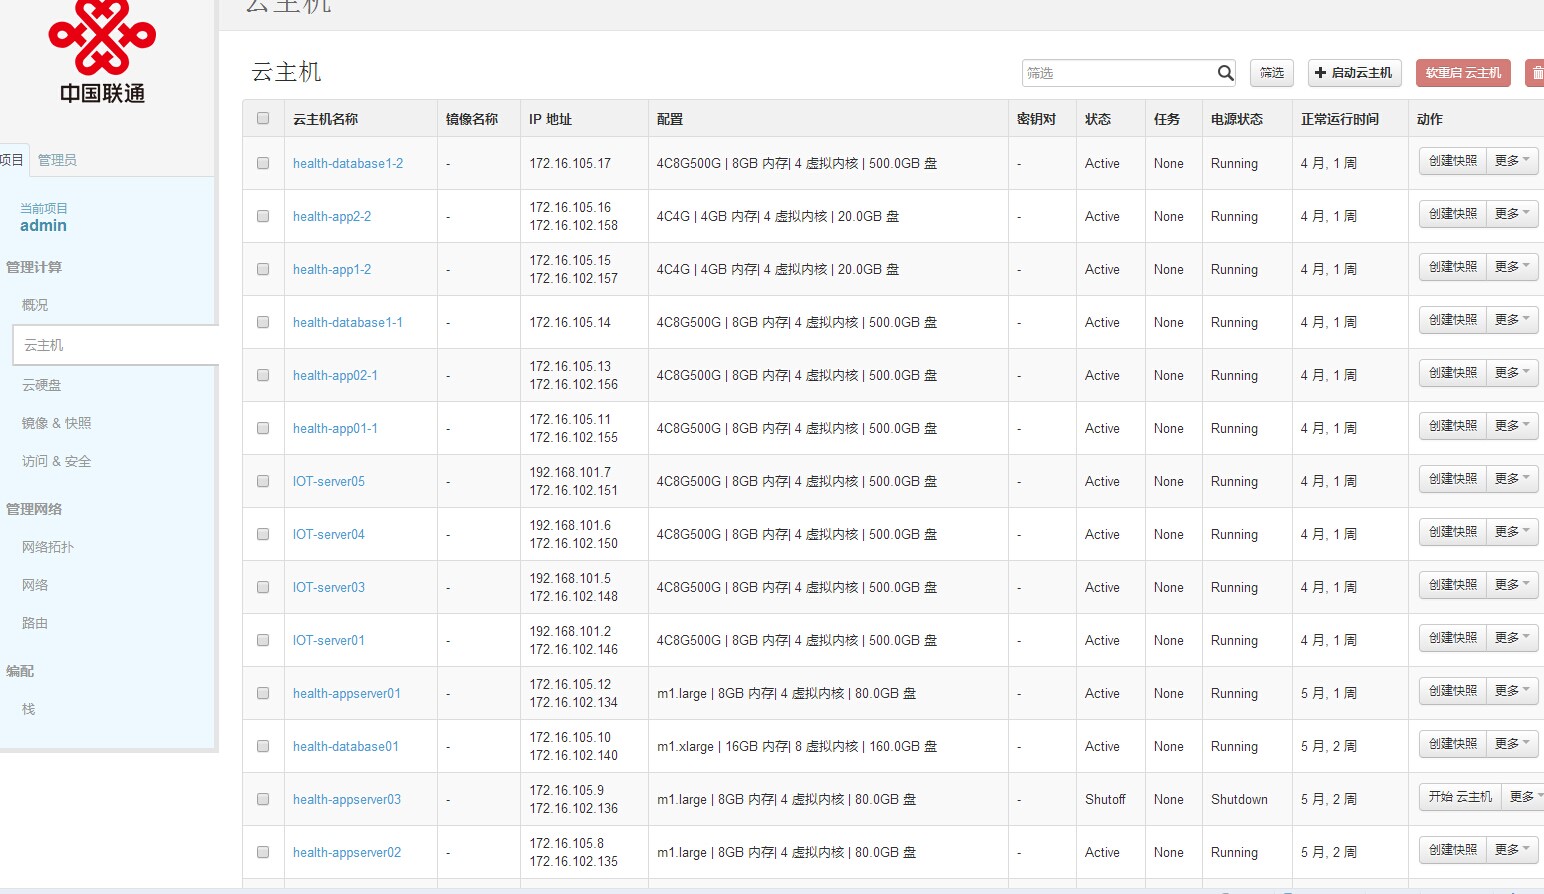 云主机
中国联通
项目
管理员
当前项目
admin
管理计算
概况
云主机
云硬盘
镜像 & 快照
访问 & 安全
管理网络
网络拓扑
网络
路由
编配
栈
云主机
筛选 筛选 启动云主机 软重启 云主机
云主机名称 镜像名称 IP 地址 配置 密钥对 状态 任务 电源状态 正常运行时间 动作
health-database1-2 - 172.16.105.17 4C8G500G | 8GB 内存| 4 虚拟内核 | 500.0GB 盘 - Active None Running 4 月, 1 周 创建快照 更多
health-app2-2 - 172.16.105.16 4C4G | 4GB 内存| 4 虚拟内核 | 20.0GB 盘 - Active None Running 4 月, 1 周 创建快照 更多
172.16.102.158
health-app1-2 - 172.16.105.15 4C4G | 4GB 内存| 4 虚拟内核 | 20.0GB 盘 - Active None Running 4 月, 1 周 创建快照 更多
172.16.102.157
health-database1-1 - 172.16.105.14 4C8G500G | 8GB 内存| 4 虚拟内核 | 500.0GB 盘 - Active None Running 4 月, 1 周 创建快照 更多
health-app02-1 - 172.16.105.13 4C8G500G | 8GB 内存| 4 虚拟内核 | 500.0GB 盘 - Active None Running 4 月, 1 周 创建快照 更多
172.16.102.156
health-app01-1 - 172.16.105.11 4C8G500G | 8GB 内存| 4 虚拟内核 | 500.0GB 盘 - Active None Running 4 月, 1 周 创建快照 更多
172.16.102.155
IOT-server05 - 192.168.101.7 4C8G500G | 8GB 内存| 4 虚拟内核 | 500.0GB 盘 - Active None Running 4 月, 1 周 创建快照 更多
172.16.102.151
IOT-server04 - 192.168.101.6 4C8G500G | 8GB 内存| 4 虚拟内核 | 500.0GB 盘 - Active None Running 4 月, 1 周 创建快照 更多
172.16.102.150
IOT-server03 - 192.168.101.5 4C8G500G | 8GB 内存| 4 虚拟内核 | 500.0GB 盘 - Active None Running 4 月, 1 周 创建快照 更多
172.16.102.148
IOT-server01 - 192.168.101.2 4C8G500G | 8GB 内存| 4 虚拟内核 | 500.0GB 盘 - Active None Running 4 月, 1 周 创建快照 更多
172.16.102.146
health-appserver01 - 172.16.105.12 m1.large | 8GB 内存| 4 虚拟内核 | 80.0GB 盘 - Active None Running 5 月, 1 周 创建快照 更多
172.16.102.134
health-database01 - 172.16.105.10 m1.xlarge | 16GB 内存| 8 虚拟内核 | 160.0GB 盘 - Active None Running 5 月, 2 周 创建快照 更多
172.16.102.140
health-appserver03 - 172.16.105.9 m1.large | 8GB 内存| 4 虚拟内核 | 80.0GB 盘 - Shutoff None Shutdown 5 月, 2 周 开始 云主机 更多
172.16.102.136
health-appserver02 - 172.16.105.8 m1.large | 8GB 内存| 4 虚拟内核 | 80.0GB 盘 - Active None Running 5 月, 2 周 创建快照 更多
172.16.102.135